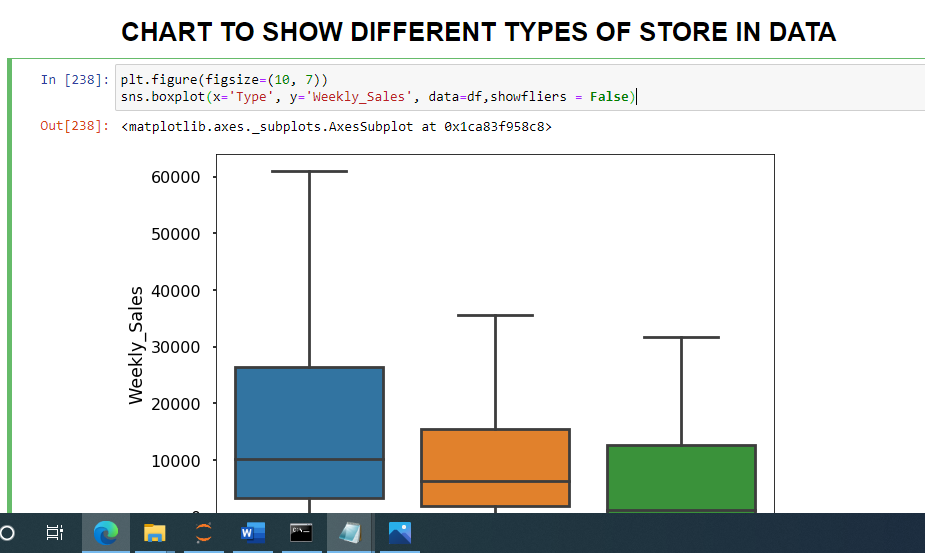 CHART TO SHOW DIFFERENT TYPES OF STORE IN DATA
In [238]: plt.figure(figsize=(10, 7))
sns.boxplot(x='Type', y='Weekly_Sales', data=df,showfliers = False)
Out[238]: <matplotlib.axes._subplots.AxesSubplot at 0x1ca83f958c8>
60000
50000
40000
30000
20000
10000
Weekly_Sales